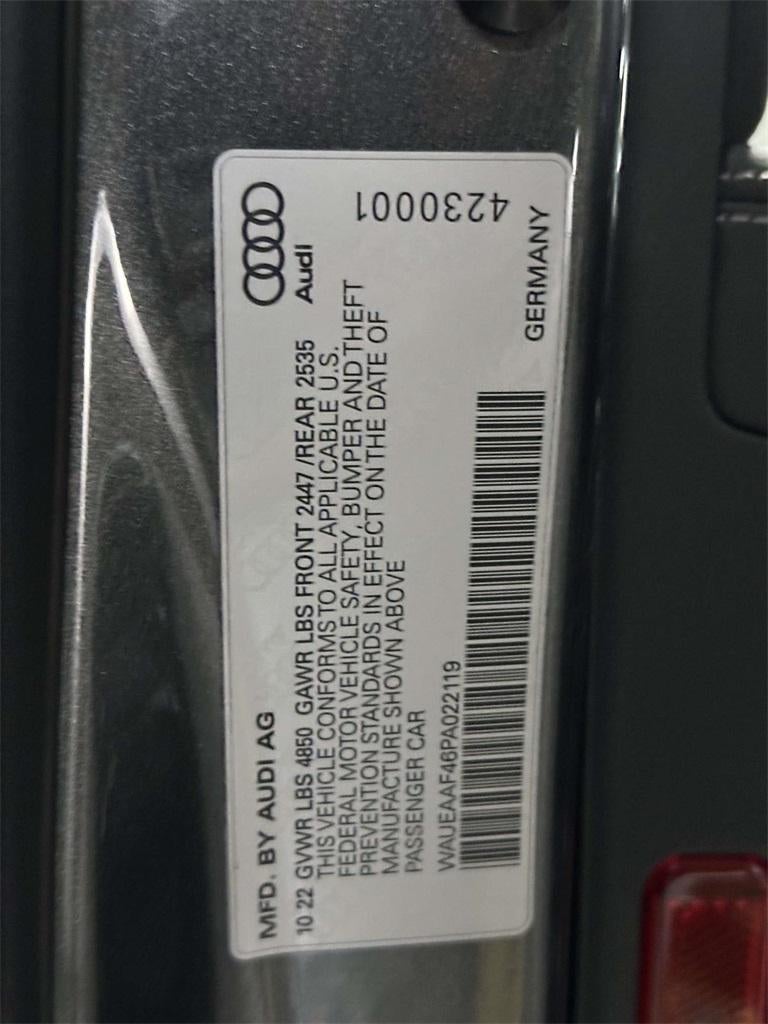 MFD. BY AUDI AG
Audi
10 22 GVWR LBS 4850 GAWR LBS FRONT 2447/REAR 2535
THIS VEHICLE CONFORMS TO ALL APPLICABLE U.S.
FEDERAL MOTOR VEHICLE SAFETY, BUMPER AND THEFT
PREVENTION STANDARDS IN EFFECT ON THE DATE OF
MANUFACTURE SHOWN ABOVE
PASSENGER CAR
WAUEAAF46PA022119
4230001
GERMANY